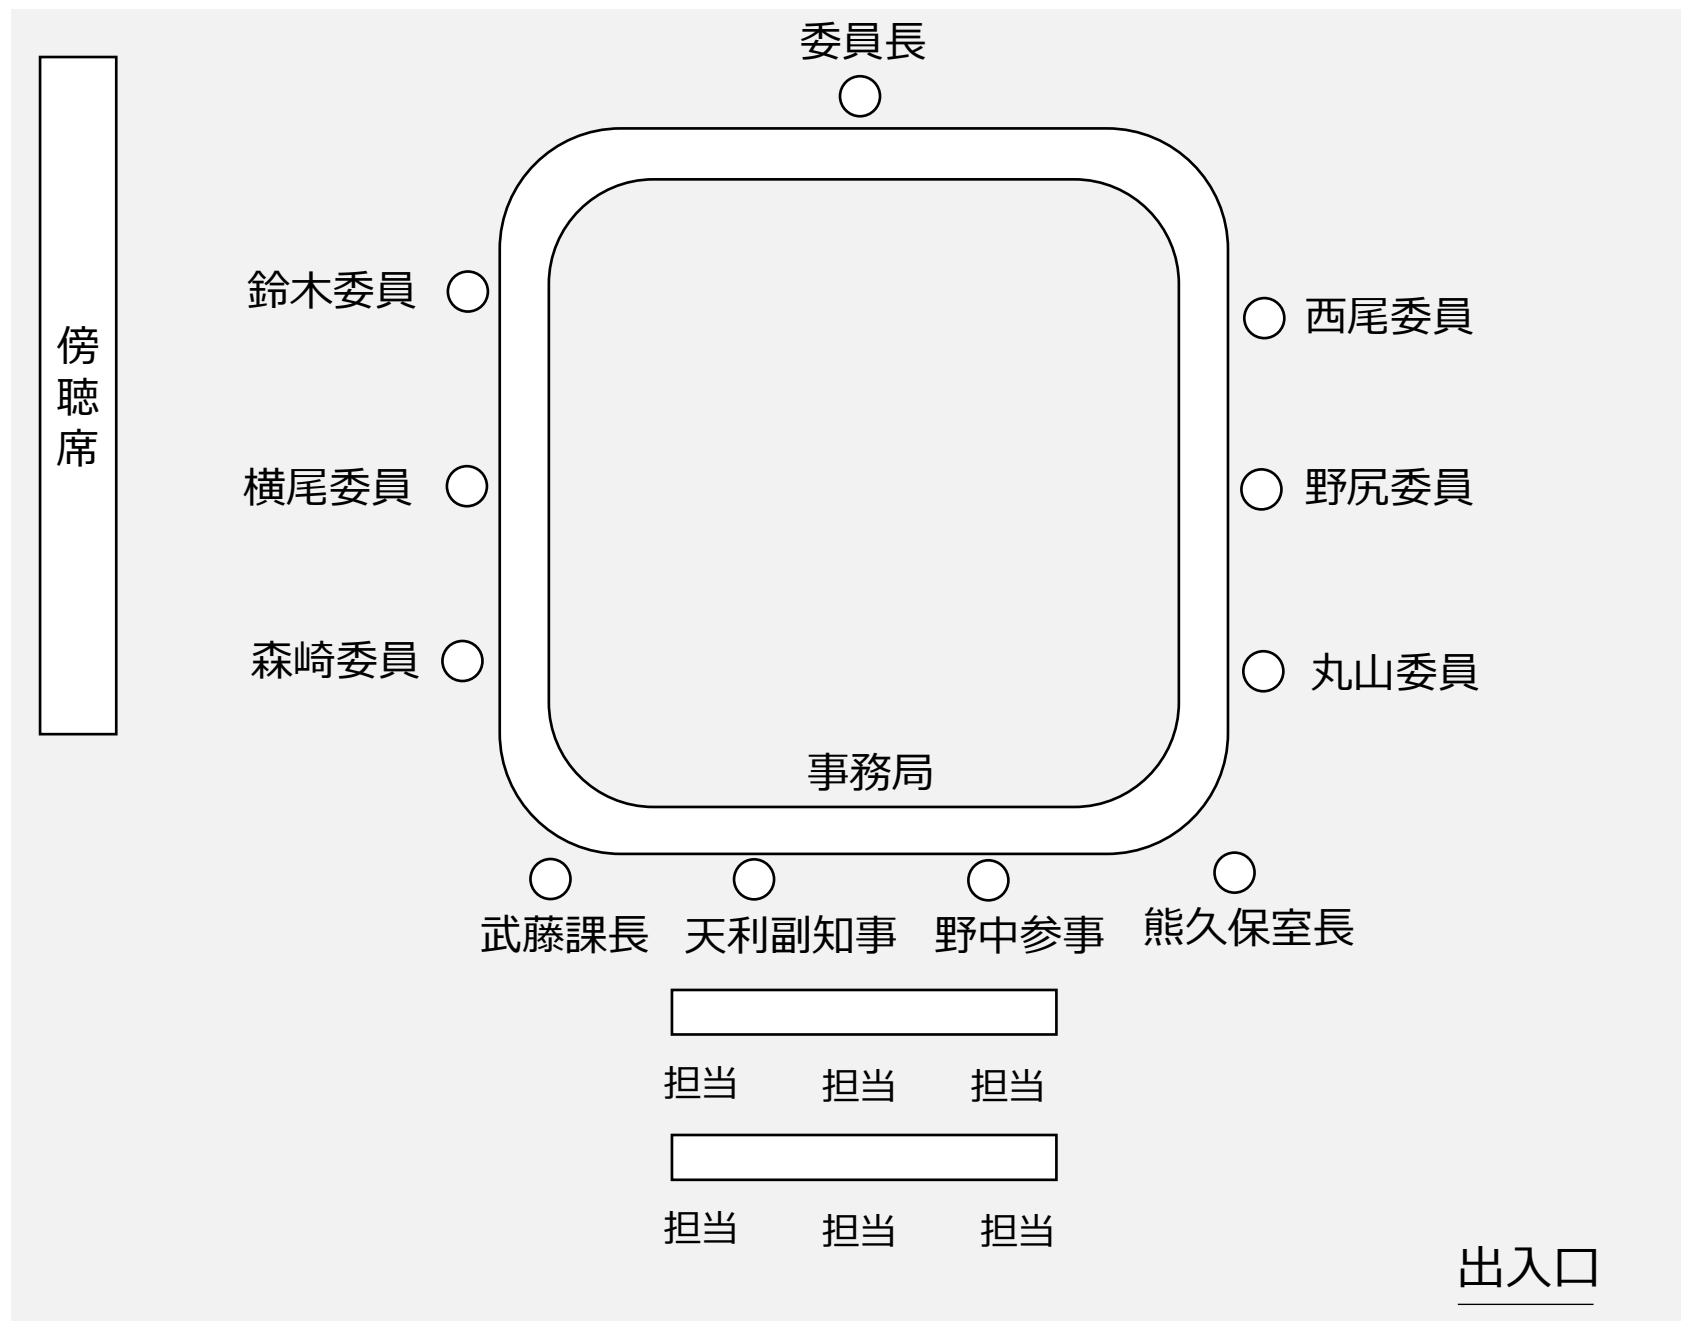 委員長
傍聴席
鈴木委員
西尾委員
横尾委員
野尻委員
森崎委員
丸山委員
事務局
武藤課長
天利副知事
野中参事
熊久保室長
担当
担当
担当
担当
担当
担当
出入口